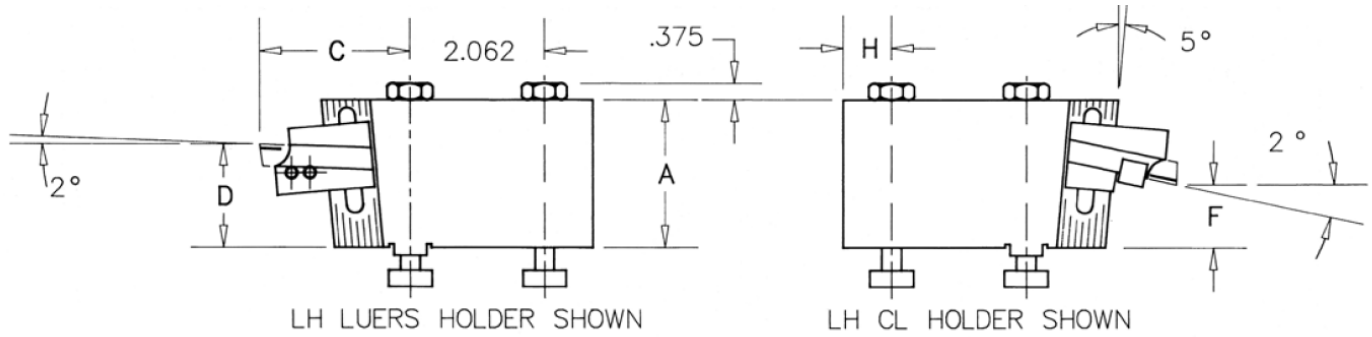 C
2.062
.375
H
5°
2°
D
A
2°
F
LH LUERS HOLDER SHOWN
LH CL HOLDER SHOWN